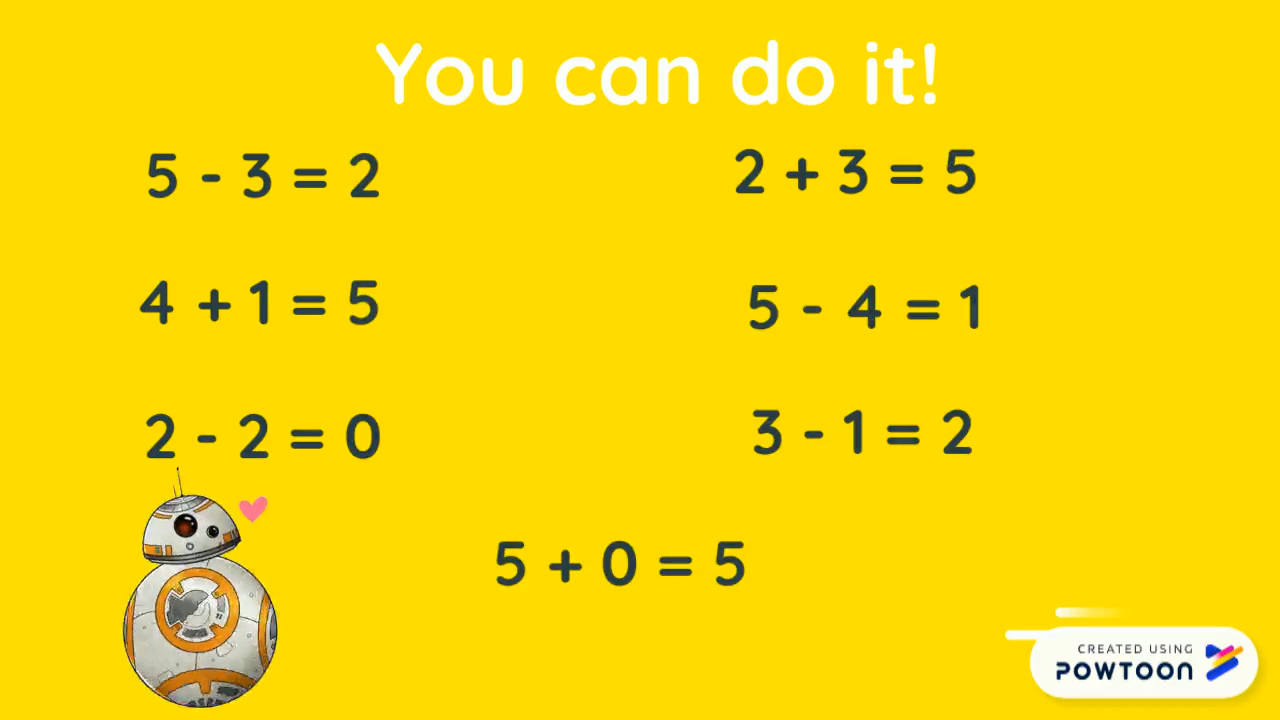 You can do it!
5 - 3 = 2
2 + 3 = 5
4 + 1 = 5
5 - 4 = 1
2 - 2 = 0
3 - 1 = 2
5 + 0 = 5
CREATED USING
POWTOON